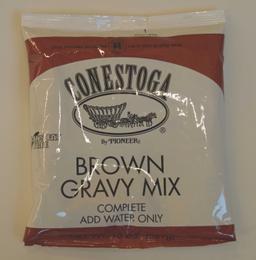 CONESTOGA
®
By "PIONEER"
BROWN
GRAVY MIX
COMPLETE
ADD WATER ONLY